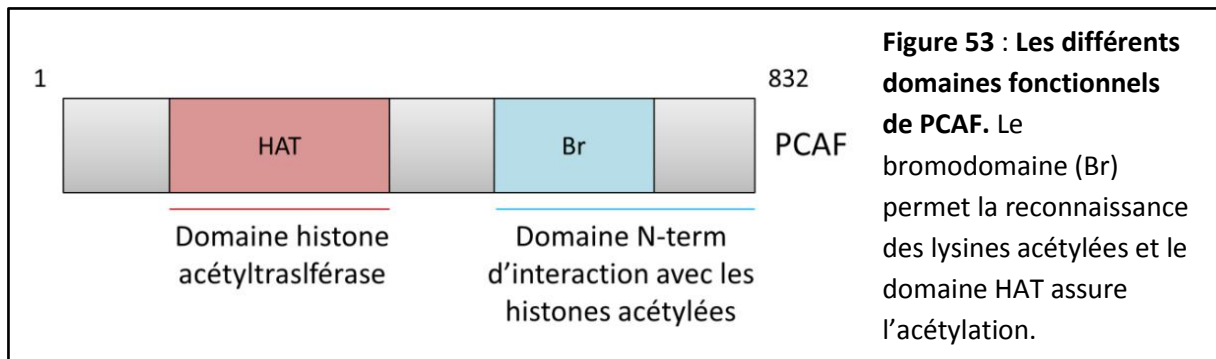 1
832
HAT
Br
PCAF
Domaine histone
acétyltraslférase
Domaine N-term
d’interaction avec les
histones acétylées
Figure 53 : Les différents
domaines fonctionnels
de PCAF. Le
bromodomaine (Br)
permet la reconnaissance
des lysines acétylées et le
domaine HAT assure
l’acétylation.